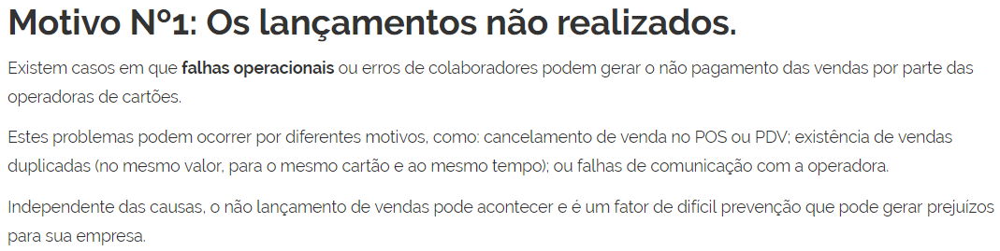 Motivo Nº1: Os lançamentos não realizados.
Existem casos em que falhas operacionais ou erros de colaboradores podem gerar o não pagamento das vendas por parte das
operadoras de cartões.
Estes problemas podem ocorrer por diferentes motivos, como: cancelamento de venda no POS ou PDV; existência de vendas
duplicadas (no mesmo valor, para o mesmo cartão e ao mesmo tempo); ou falhas de comunicação com a operadora.
Independente das causas, o não lançamento de vendas pode acontecer e é um fator de difícil prevenção que pode gerar prejuízos
para sua empresa.